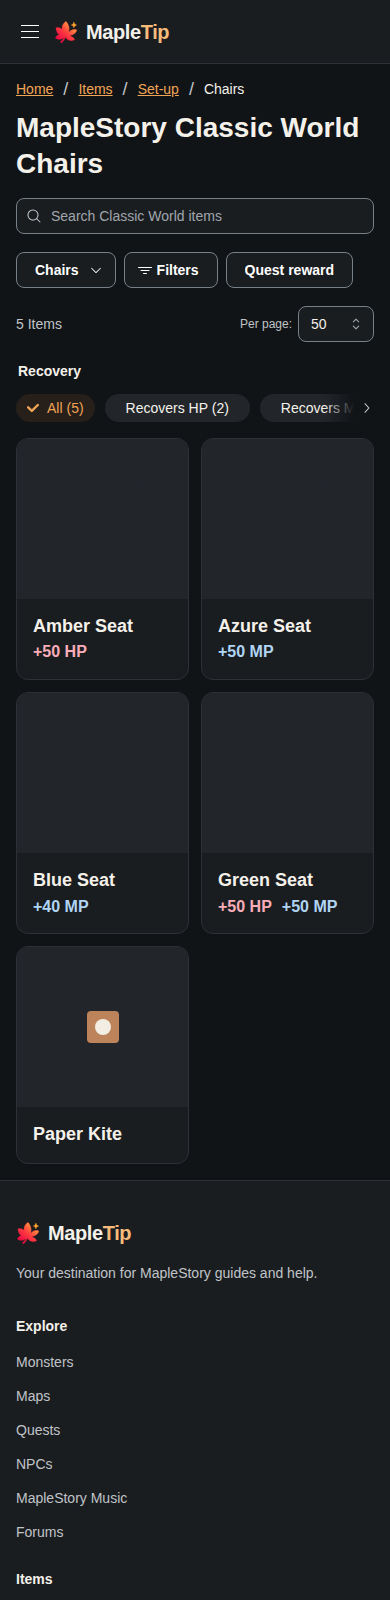 MapleTip
Home / Items / Set-up / Chairs
MapleStory Classic World
Chairs
Search Classic World items
Chairs Filters Quest reward
5 Items Per page: 50
Recovery
All (5) Recovers HP (2) Recovers
Amber Seat
+50 HP
Azure Seat
+50 MP
Blue Seat
+40 MP
Green Seat
+50 HP +50 MP
Paper Kite
MapleTip
Your destination for MapleStory guides and help.
Explore
Monsters
Maps
Quests
NPCs
MapleStory Music
Forums
Items